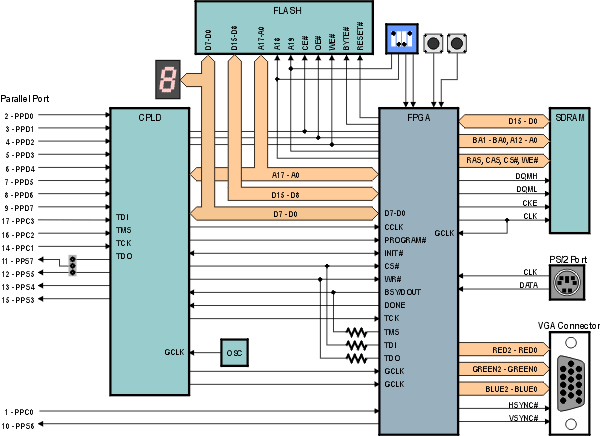 FLASH
D7-D0
D15-D8
A17-A0
A18
A19
CE#
OE#
WE#
BYTE#
RESET#
8
Parallel Port
2 - PPD0
3 - PPD1
4 - PPD2
5 - PPD3
6 - PPD4
7 - PPD5
8 - PPD6
9 - PPD7
17 - PPC3
16 - PPC2
14 - PPC1
11 - PPS7
12 - PPS5
13 - PPS4
15 - PPS3
1 - PPC0
10 - PPS6
CPLD
TDI
TMS
TCK
TDO
GCLK
OSC
A17 - A0
D15 - D8
D7 - D0
FPGA
D7-D0
CCLK
PROGRAM#
INIT#
CS#
WR#
BSY/DOUT
DONE
TCK
TMS
TDI
TDO
GCLK
GCLK
GCLK
SDRAM
D15 - D0
BA1 - BA0, A12 - A0
RAS, CAS, CS#, WE#
DQMH
DQML
CKE
CLK
PS/2 Port
CLK
DATA
VGA Connector
RED2 - RED0
GREEN2 - GREEN0
BLUE2 - BLUE0
HSYNC#
VSYNC#